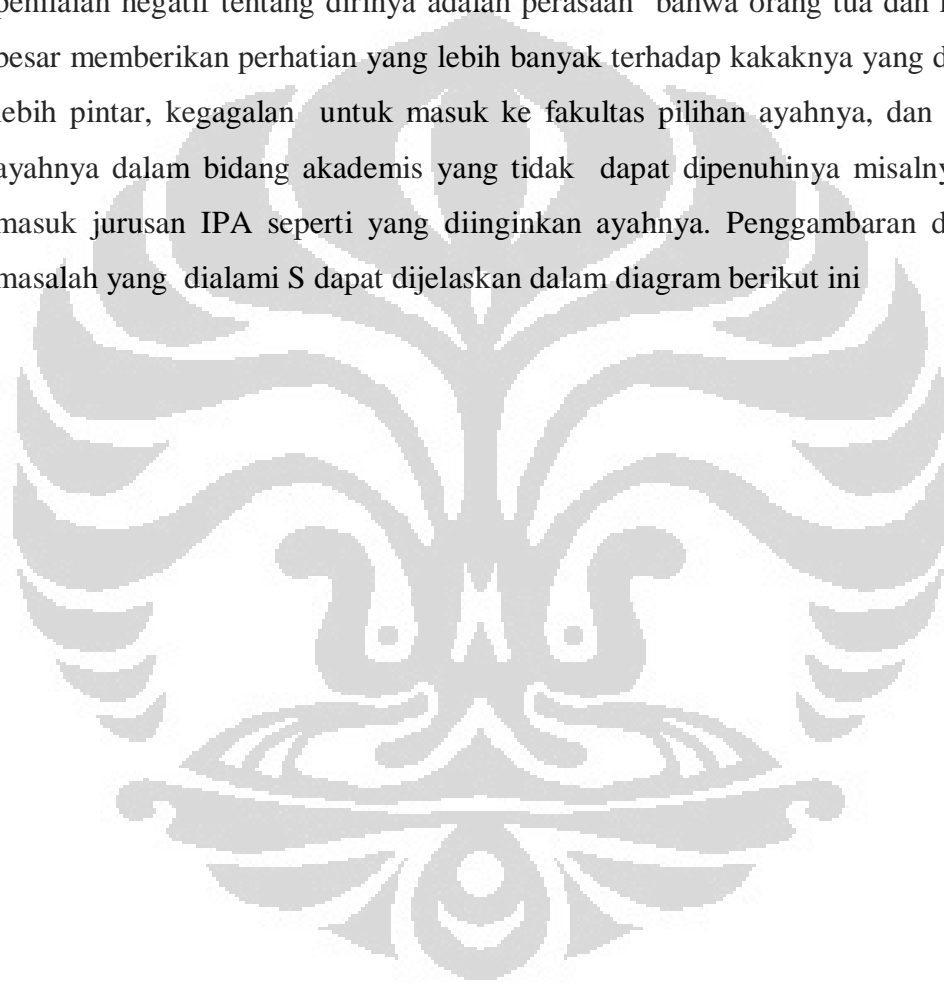 penilaian negatif tentang dirinya adalah perasaan bahwa orang tua dan
besar memberikan perhatian yang lebih banyak terhadap kakaknya yang
lebih pintar, kegagalan untuk masuk ke fakultas pilihan ayahnya, dan
ayahnya dalam bidang akademis yang tidak dapat dipenuhinya
masuk jurusan IPA seperti yang diinginkan ayahnya. Penggambaran
masalah yang dialami S dapat dijelaskan dalam diagram berikut ini